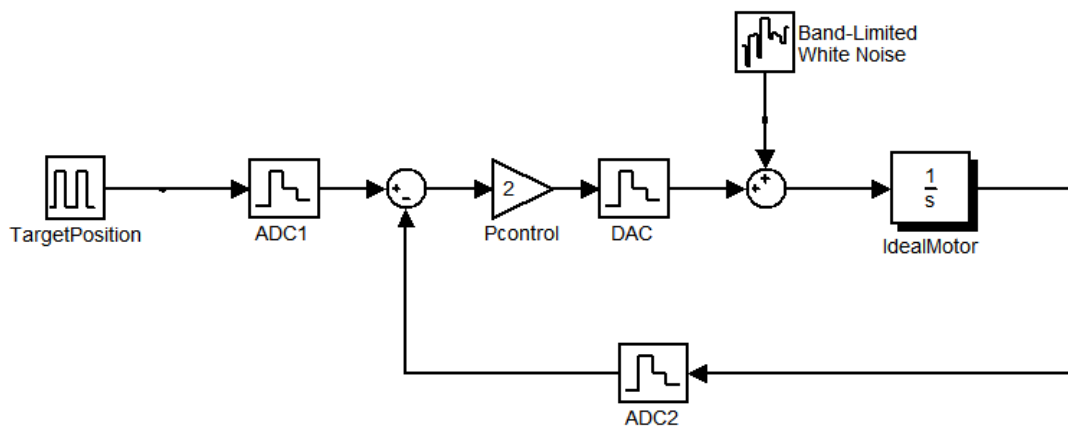 Band-Limited
White Noise
TargetPosition
ADC1
+
-
2
Pcontrol
DAC
+
+
1
s
IdealMotor
ADC2